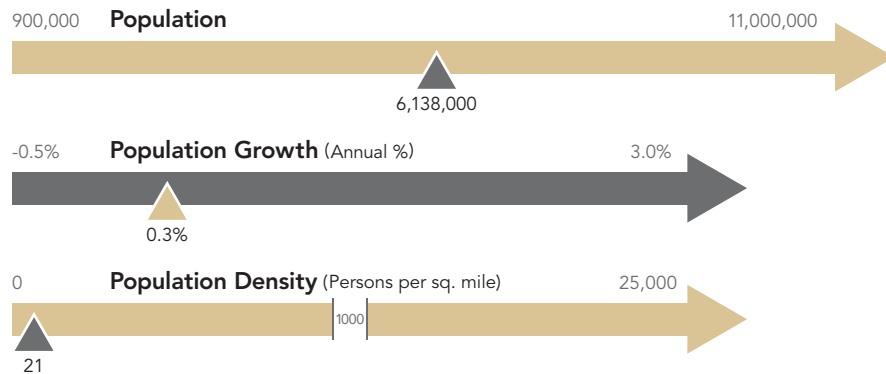 900,000 Population 11,000,000
6,138,000
-0.5% Population Growth (Annual %) 3.0%
0.3%
0 Population Density (Persons per sq. mile) 25,000
1000
21